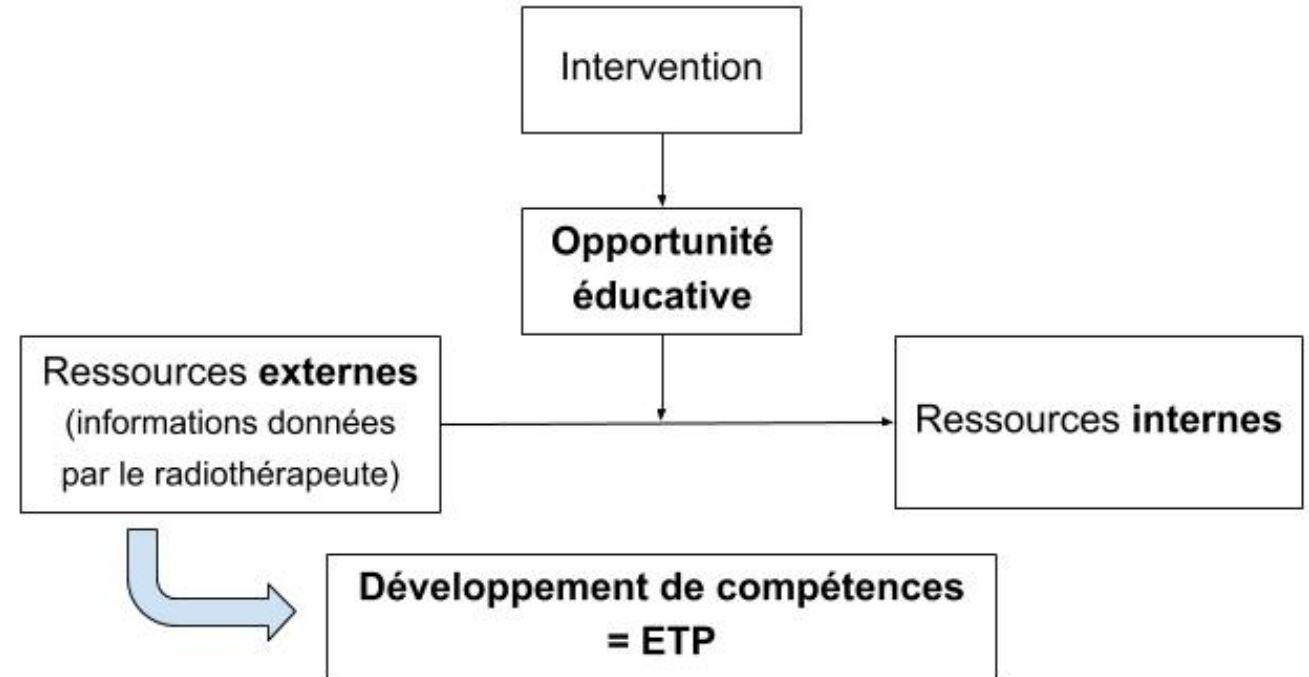 Intervention
Opportunité
éducative
Ressources externes
(informations données
par le radiothérapeute)
Ressources internes
Développement de compétences
= ETP